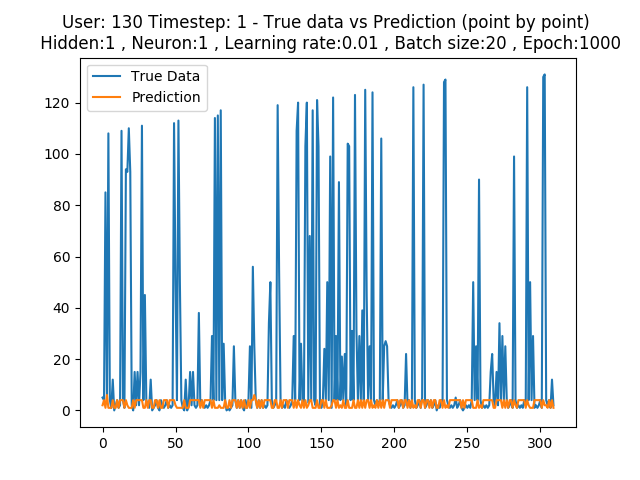 User: 130 Timestep: 1 - True data vs Prediction (point by point)
Hidden:1 , Neuron:1 , Learning rate:0.01 , Batch size:20 , Epoch:1000
True Data
Prediction
120
100
80
60
40
20
0
0 50 100 150 200 250 300